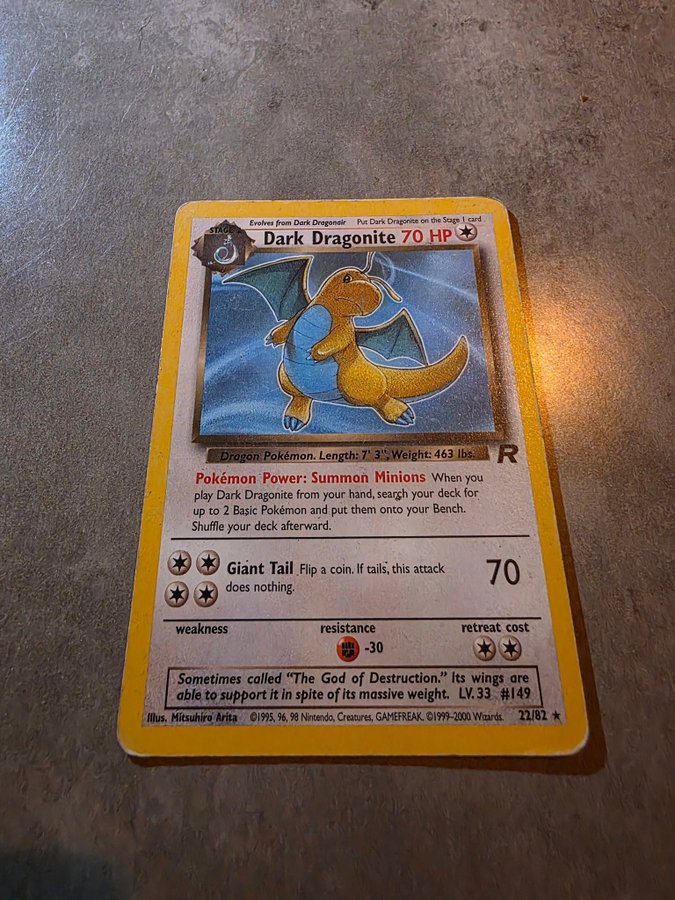 STAGE 2
Evolves from Dark Dragonair Put Dark Dragonite on the Stage 1 card
Dark Dragonite 70 HP
Dragon Pokémon. Length: 7' 3", Weight: 463 lbs.
R
Pokémon Power: Summon Minions When you
play Dark Dragonite from your hand, search your deck for
up to 2 Basic Pokémon and put them onto your Bench.
Shuffle your deck afterward.
Giant Tail Flip a coin. If tails, this attack
does nothing.
70
weakness resistance retreat cost
-30
Sometimes called "The God of Destruction." Its wings are
able to support it in spite of its massive weight. LV. 33 #149
Illus. Mitsuhiro Arita ©1995, 96, 98 Nintendo, Creatures, GAMEFREAK. ©1999-2000 Wizards. 22/82